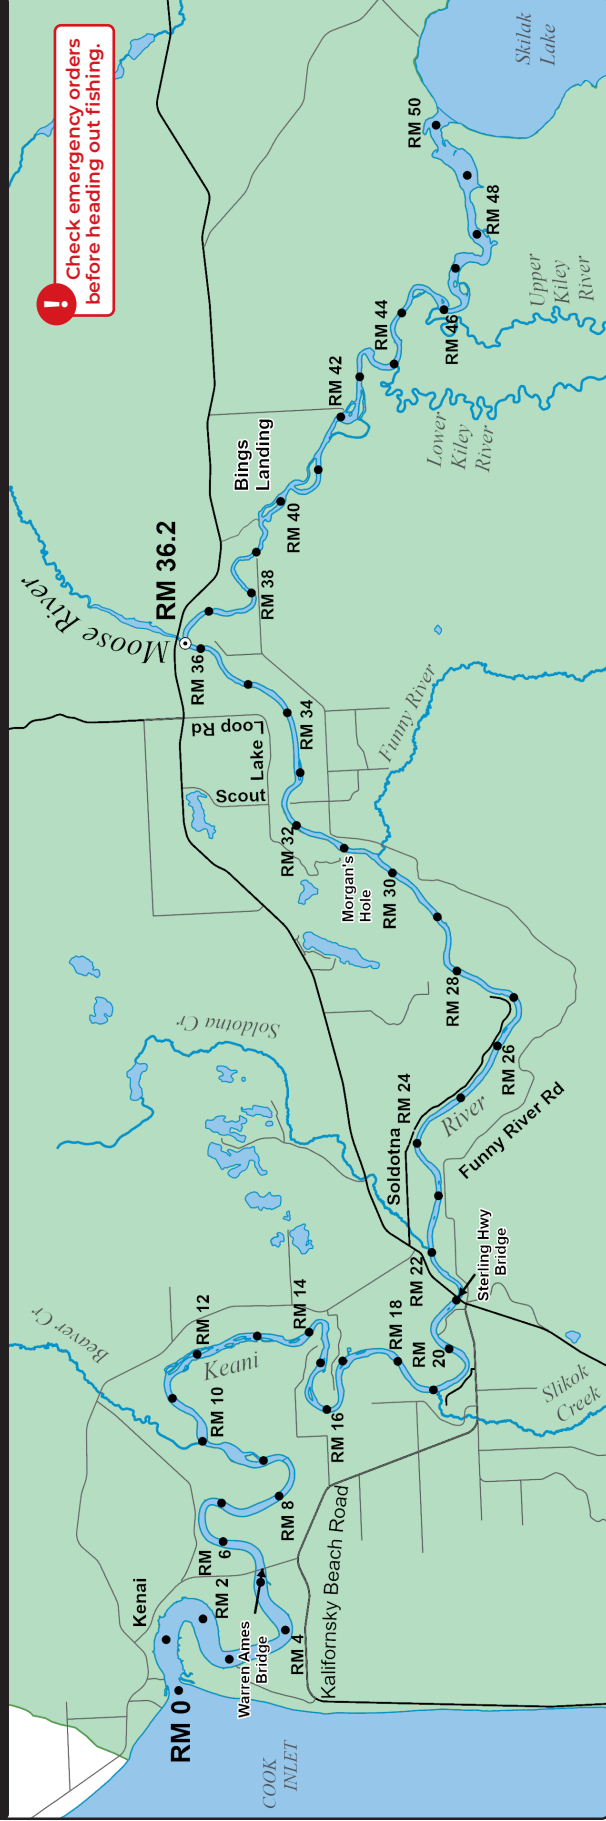 !
Check emergency orders
before heading out fishing.
Skilak
Lake
RM 50
RM 48
Upper
Kiley
River
RM 46
RM 44
RM 42
Lower
Kiley
River
Bings
Landing
RM 40
RM 38
RM 36.2
Moose River
RM 36
RM 34
Loop Rd
Lake
Scout
Funny River
RM 32
Morgan's
Hole
RM 30
RM 28
RM 26
Soldotna Cr
RM 24
River
Funny River Rd
Soldotna
RM 22
Sterling Hwy
Bridge
RM
20
RM 18
Slikok
Creek
RM 16
RM 14
RM 12
Keani
Beaver Cr
RM 10
RM 8
RM
6
Kalifornsky Beach Road
Kenai
RM 2
Warren Ames
Bridge
RM 4
RM 0
COOK
INLET